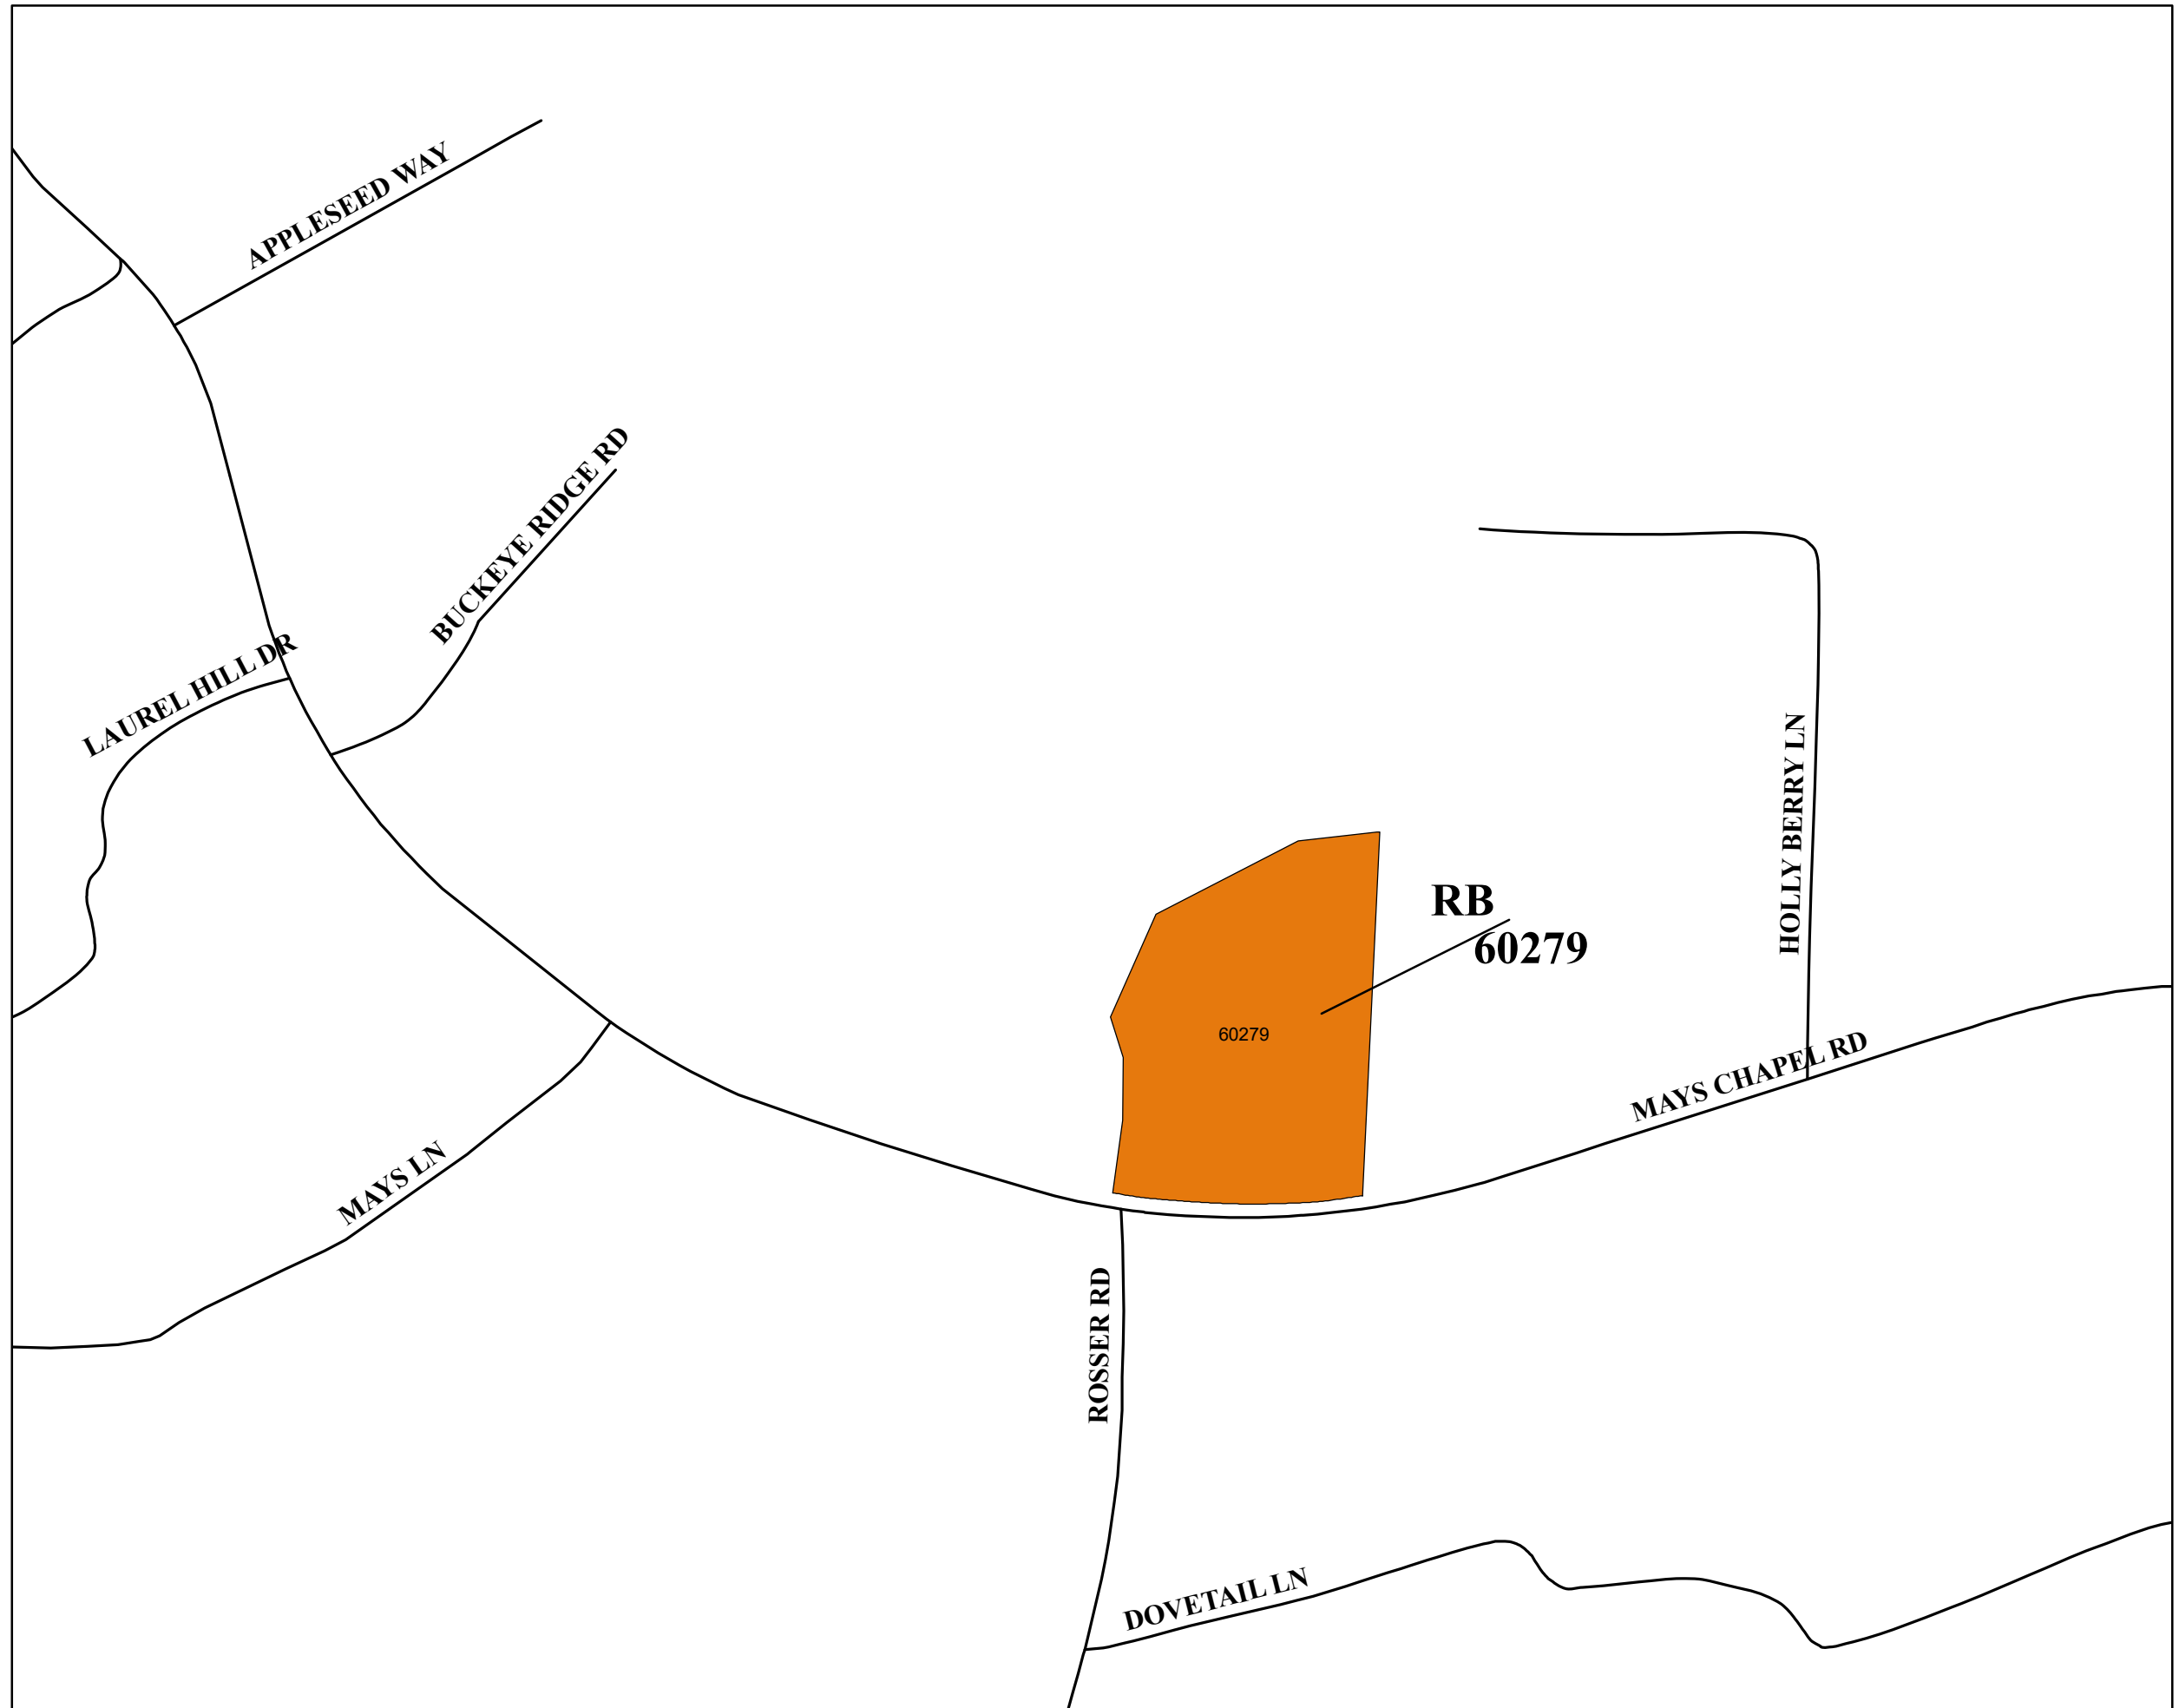 APPLESEED WAY
BUCKEYE RIDGE RD
LAUREL HILL DR
HOLLY BERRY LN
RB
60279
60279
MAYS CHAPEL RD
MAYS LN
ROSSER RD
DOVETAIL LN